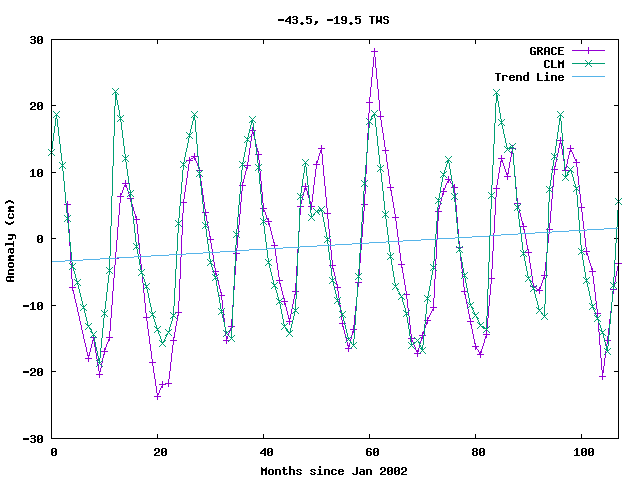 -43.5, -19.5 TWS
GRACE
CLM
Trend Line
Anomaly (cm)
30
20
10
0
-10
-20
-30
0 20 40 60 80 100
Months since Jan 2002